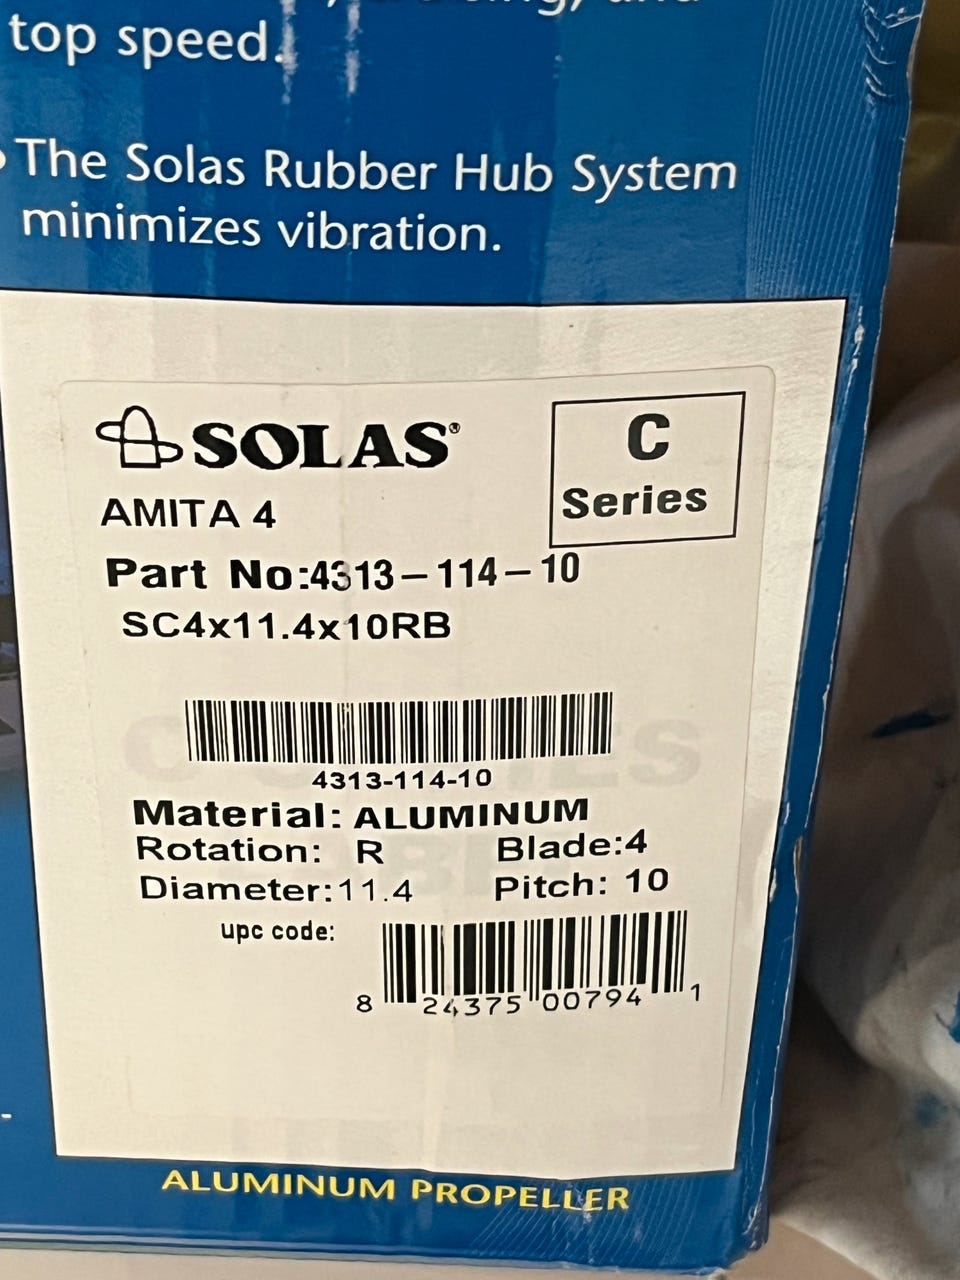 top speed.
The Solas Rubber Hub System
minimizes vibration.
SOLAS®
C
Series
AMITA 4
Part No:4313-114-10
SC4x11.4x10RB
4313-114-10
Material: ALUMINUM
Rotation: R Blade:4
Diameter:11.4 Pitch: 10
upc code:
8 24375 00794 1
ALUMINUM PROPELLER